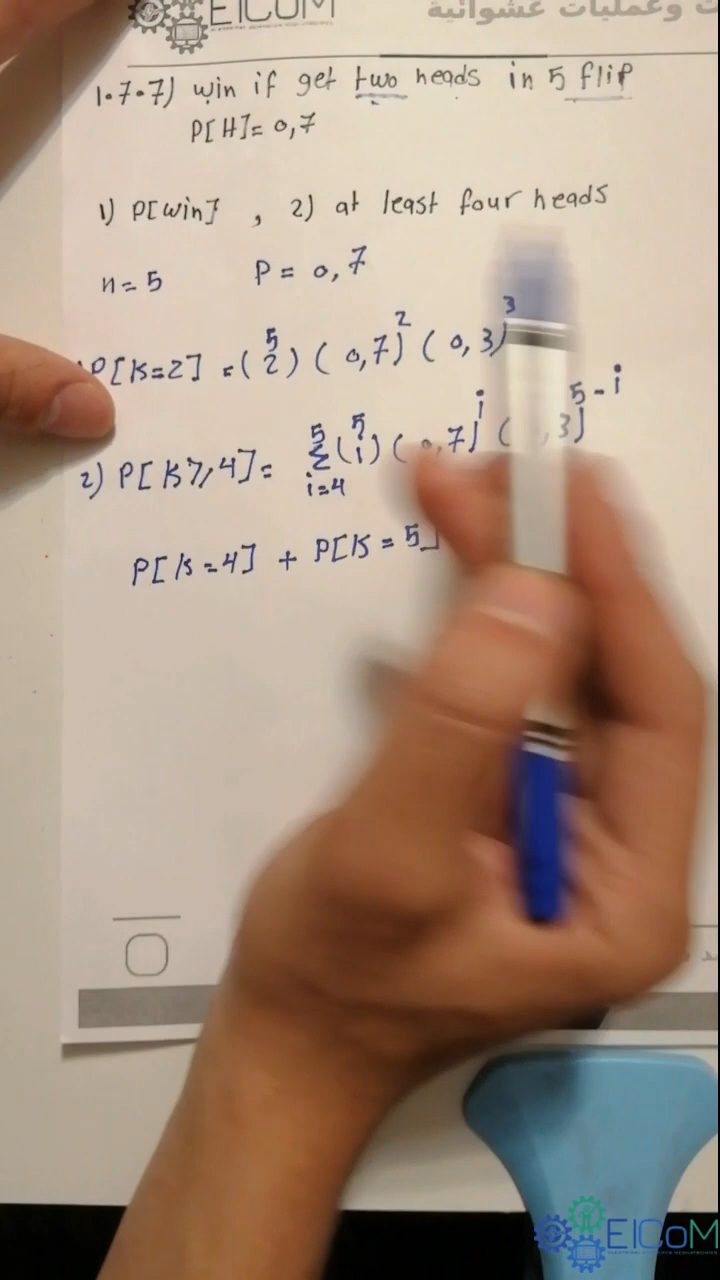 EICoM
وعمليات عشوائية
1.7.7) win if get two heads in 5 flip
P[H]= 0,7
1) P[win] , 2) at least four heads
n=5 P = 0,7
P[K=2] = (5 2) (0,7)^2 (0,3)^3
2) P[K≥4]= 5 Σ i=4 (5 i) (0,7)^i ( ,3)^5-i
P[K=4] + P[K=5]
EICoM